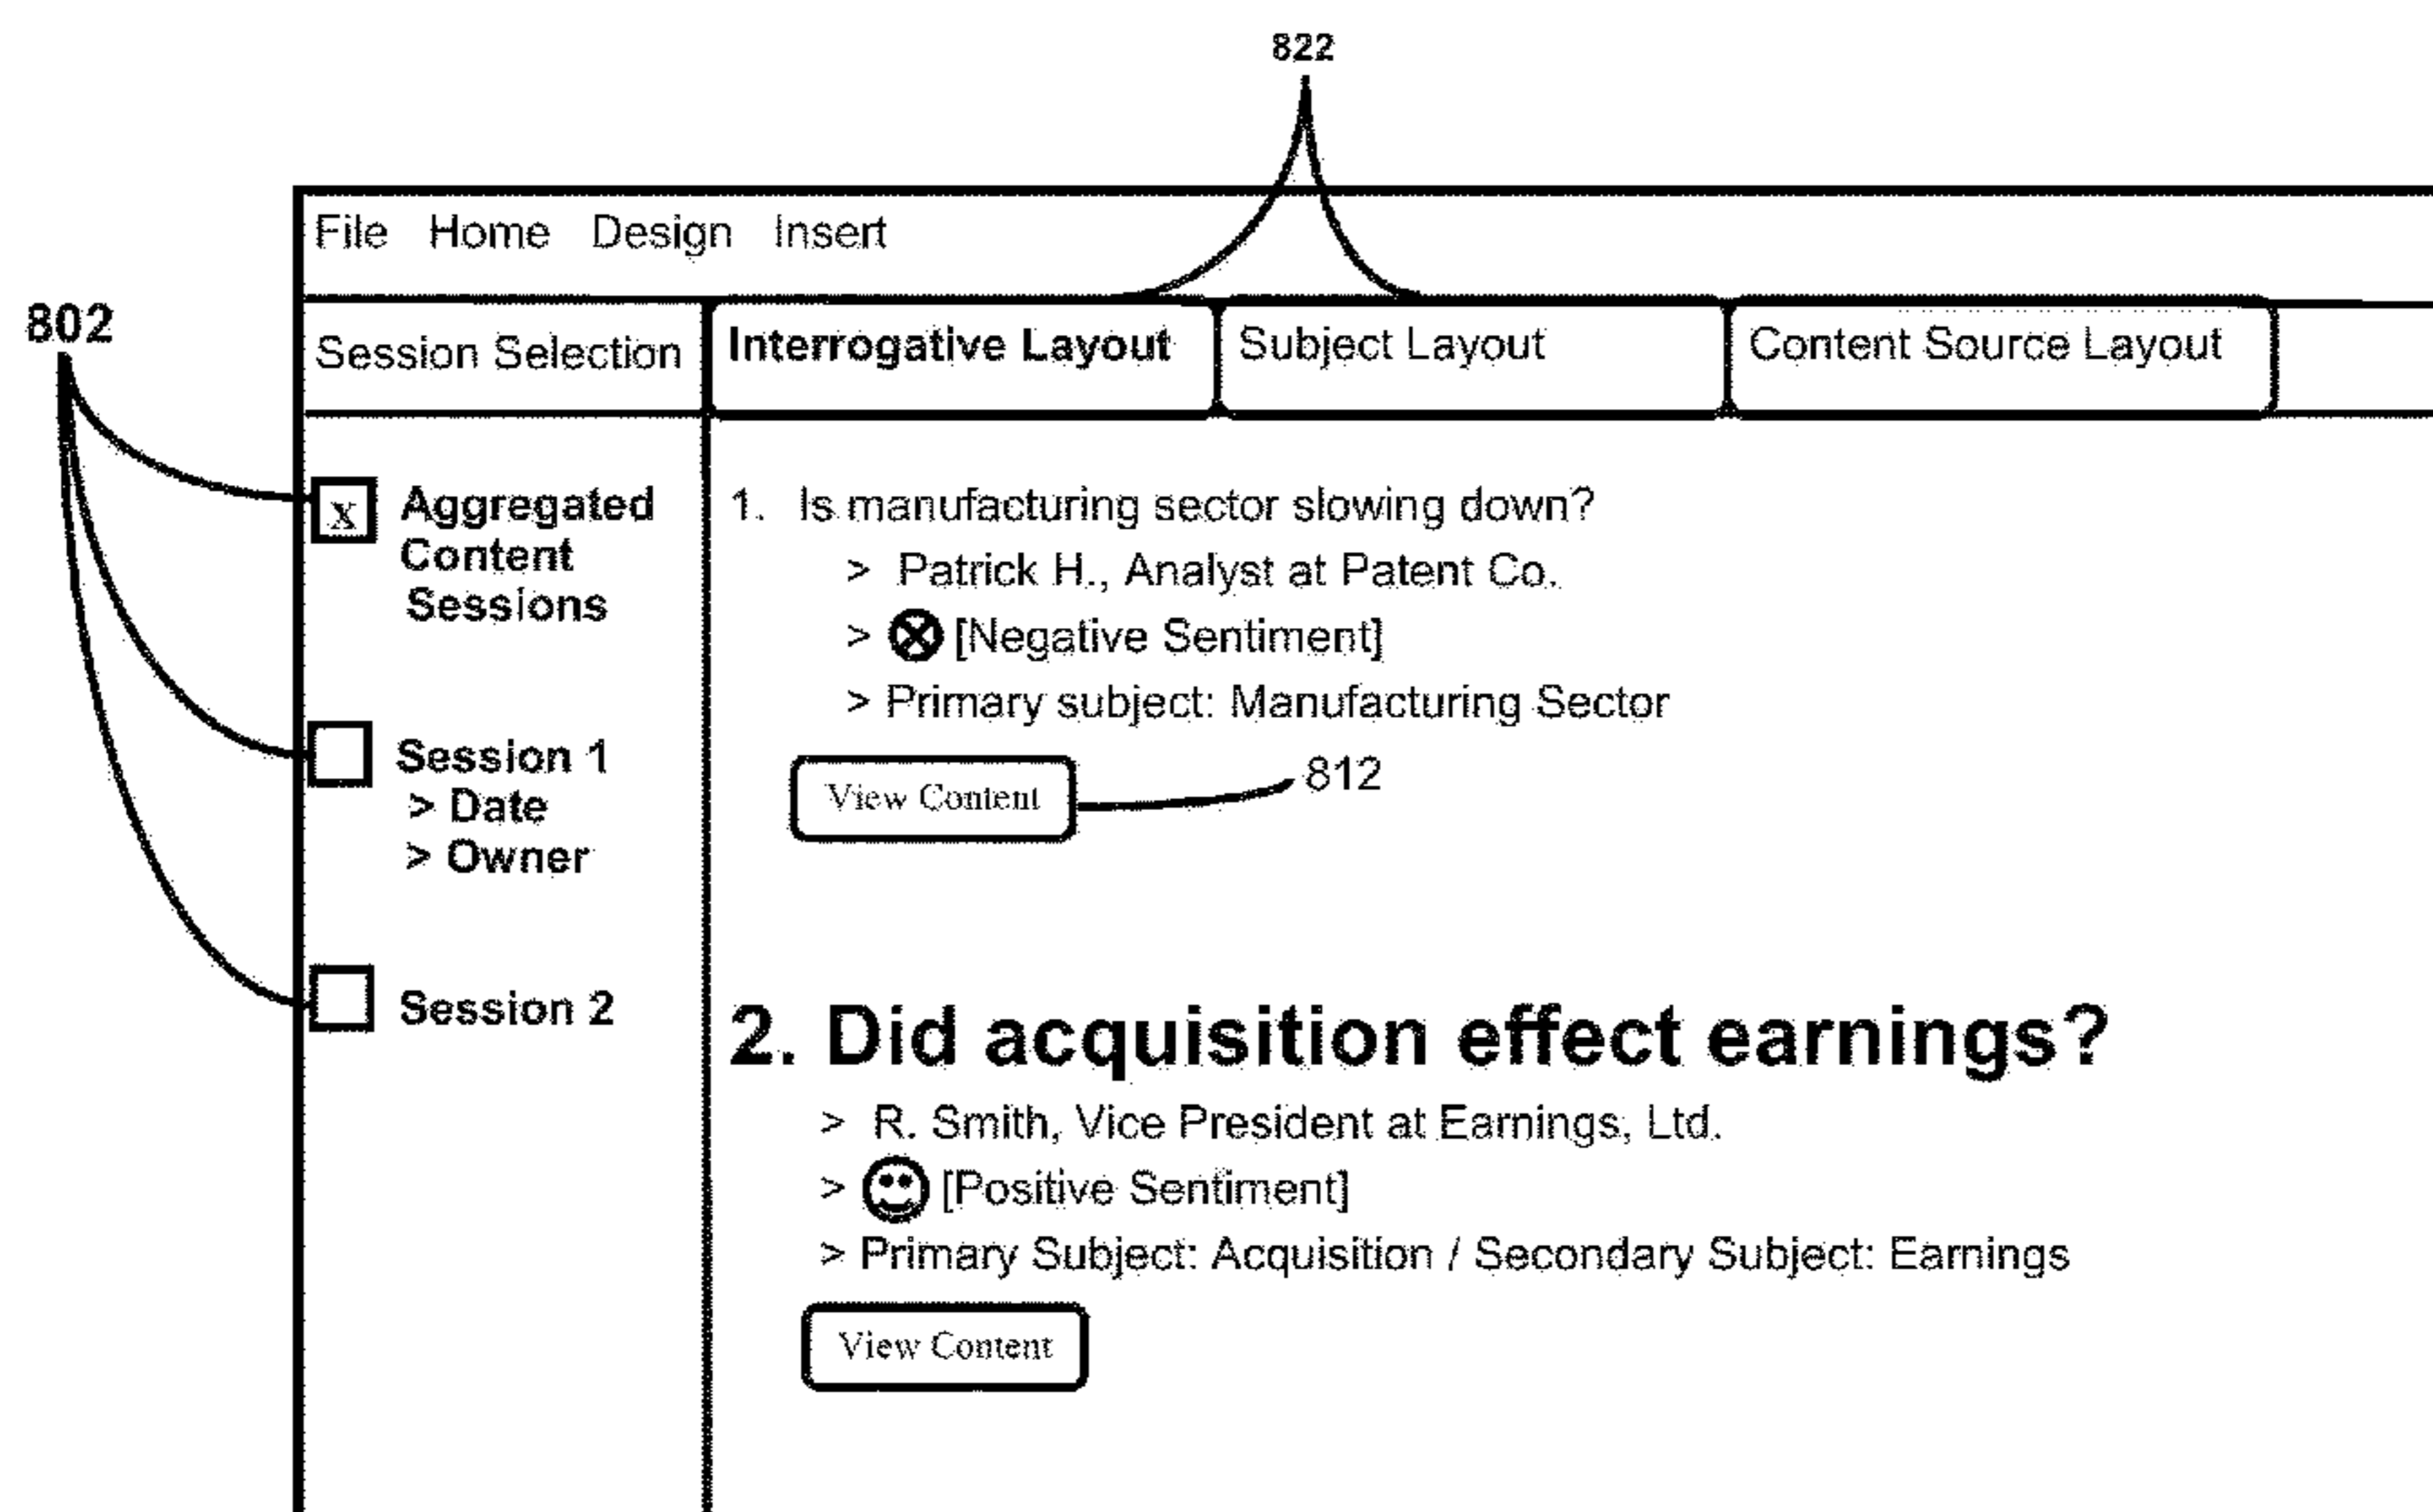 822
File Home Design Insert
802
Session Selection
Interrogative Layout
Subject Layout
Content Source Layout
x
Aggregated
Content
Sessions
Session 1
> Date
> Owner
Session 2
1. Is manufacturing sector slowing down?
> Patrick H., Analyst at Patent Co.
> [Negative Sentiment]
> Primary subject: Manufacturing Sector
View Content
812
2. Did acquisition effect earnings?
> R. Smith, Vice President at Earnings, Ltd.
> [Positive Sentiment]
> Primary Subject: Acquisition / Secondary Subject: Earnings
View Content